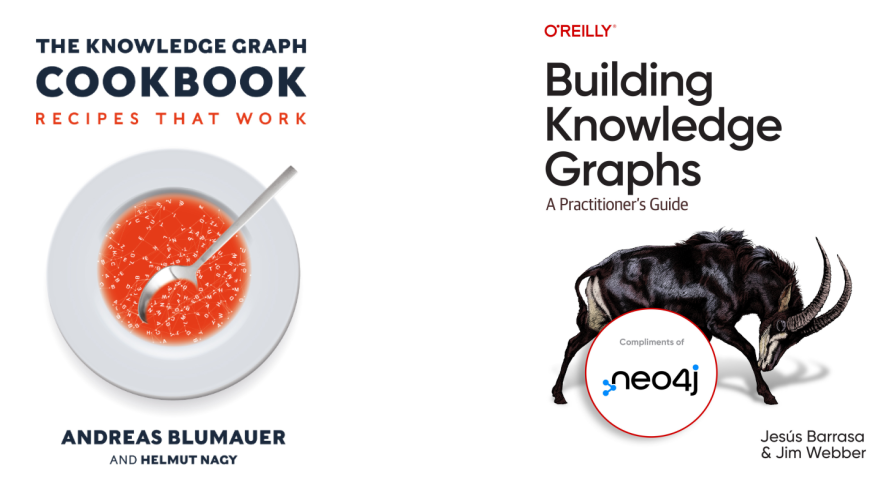 THE KNOWLEDGE GRAPH
COOKBOOK
RECIPES THAT WORK
ANDREAS BLUMAUER
AND HELMUT NAGY
O'REILLY®
Building
Knowledge
Graphs
A Practitioner's Guide
Compliments of
neo4j
Jesús Barrasa
& Jim Webber